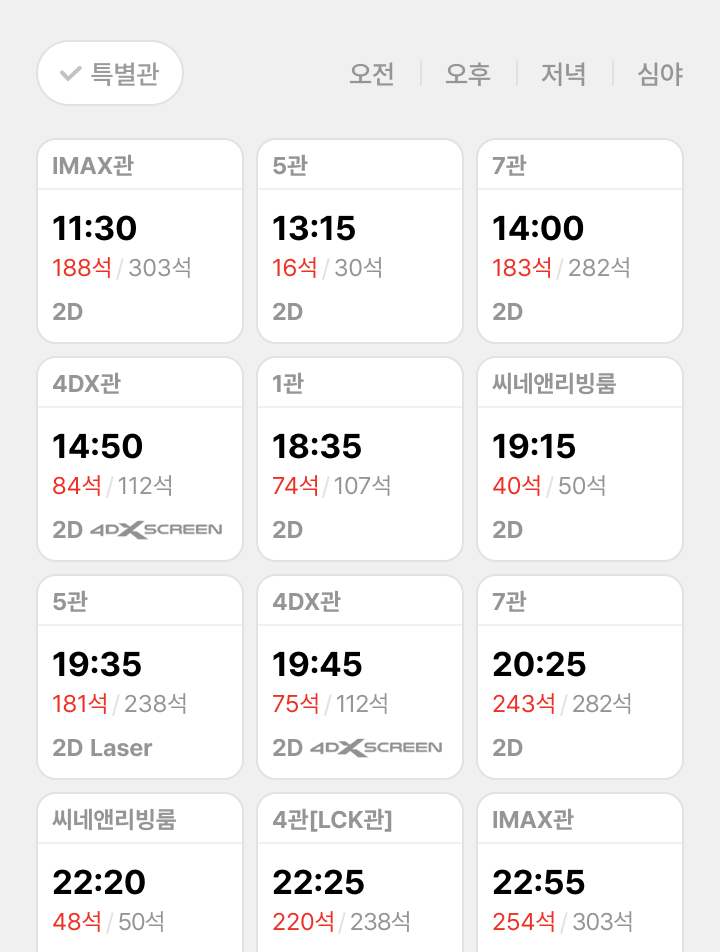 특별관
오전
오후
저녁
심야
IMAX관
11:30
188석/303석
2D
5관
13:15
16석/30석
2D
7관
14:00
183석/282석
2D
4DX관
14:50
84석/112석
2D 4DXSCREEN
1관
18:35
74석/107석
2D
씨네앤리빙룸
19:15
40석/50석
2D
5관
19:35
181석/238석
2D Laser
4DX관
19:45
75석/112석
2D 4DXSCREEN
7관
20:25
243석/282석
2D
씨네앤리빙룸
22:20
48석/50석
4관[LCK관]
22:25
220석/238석
IMAX관
22:55
254석/303석